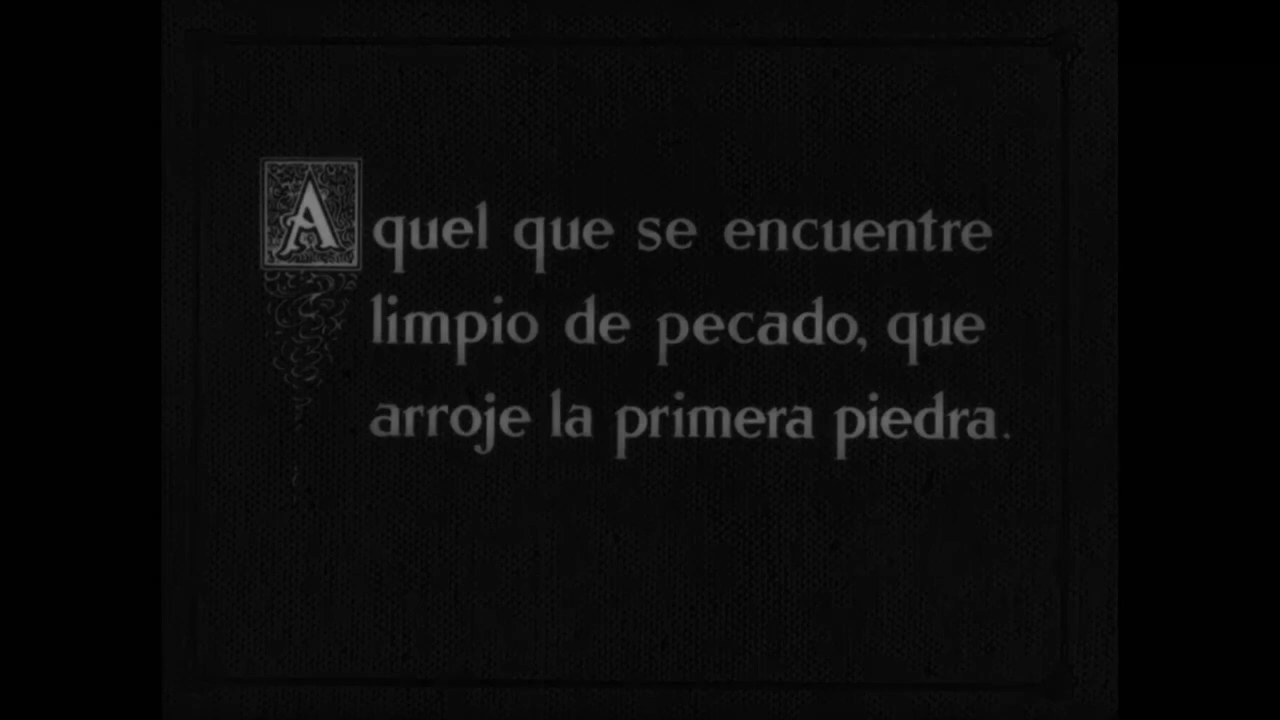 Aquel que se encuentre
limpio de pecado, que
arroje la primera piedra.